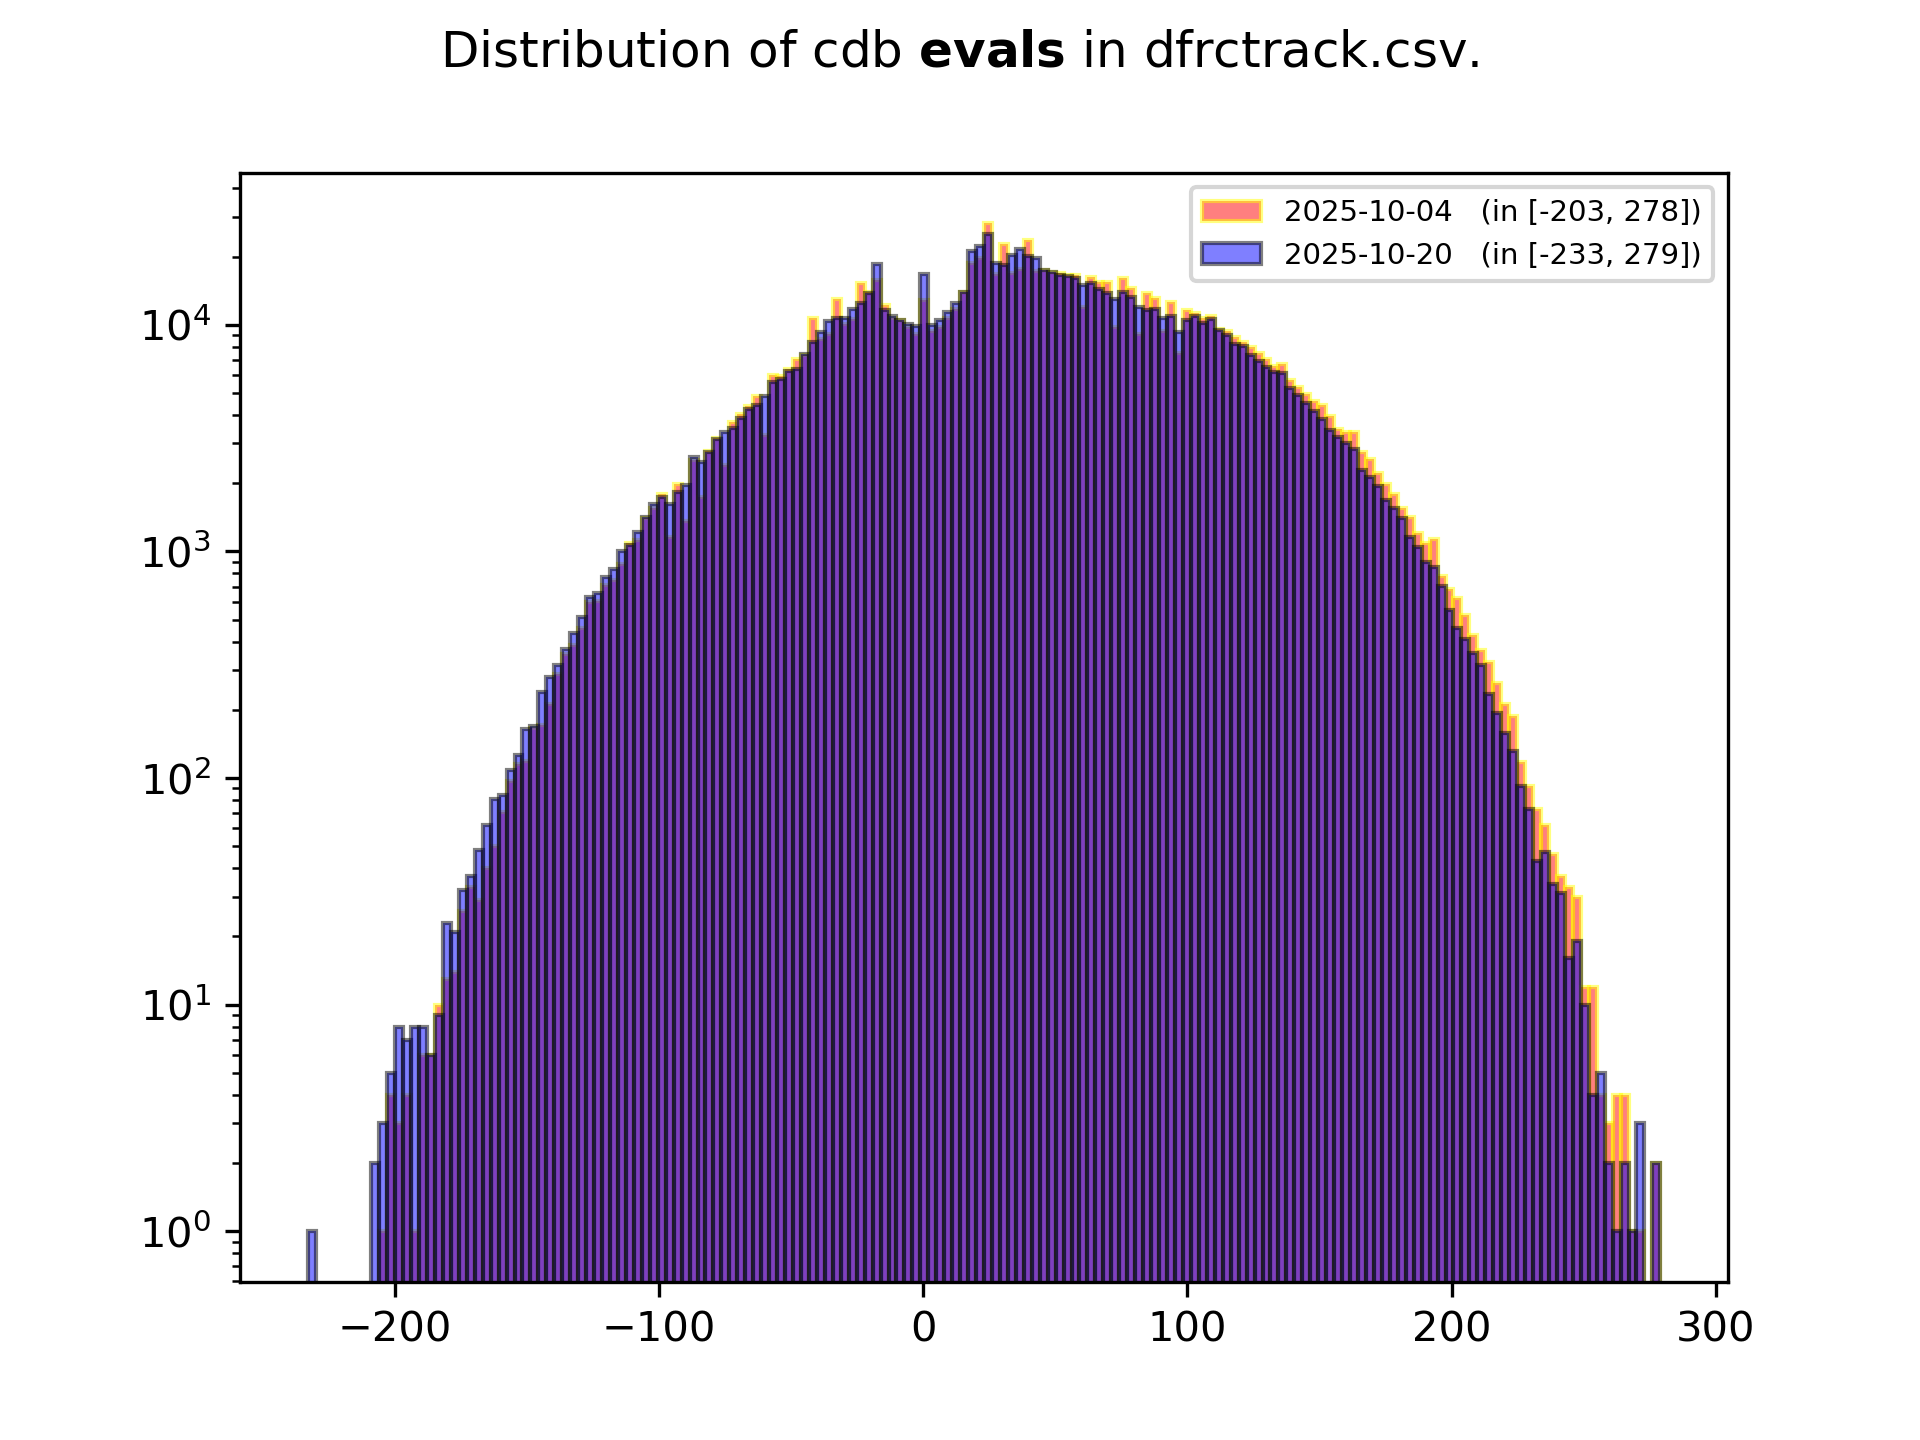 Distribution of cdb evals in dfrctrack.csv.
2025-10-04 (in [-203, 278])
2025-10-20 (in [-233, 279])
10⁴
10³
10²
10¹
10⁰
−200 −100 0 100 200 300